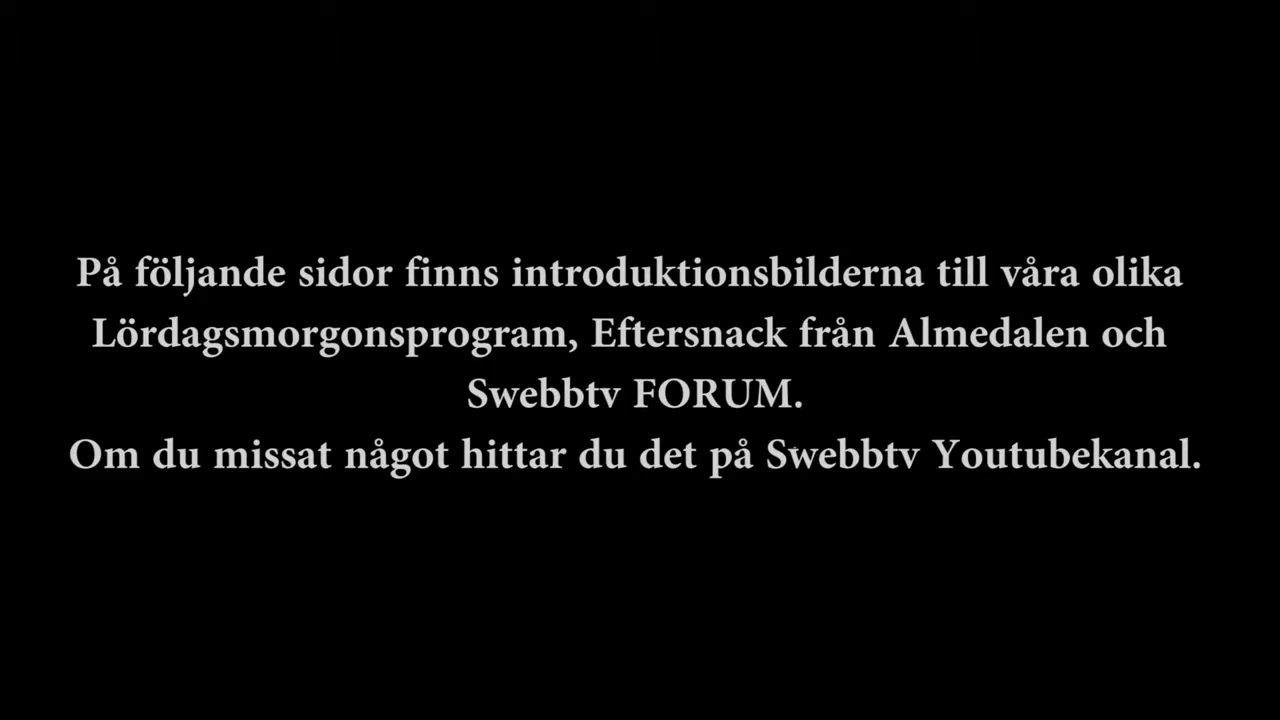 På följande sidor finns introduktionsbilderna till våra olika
Lördagsmorgonsprogram, Eftersnack från Almedalen och
Swebbtv FORUM.
Om du missat något hittar du det på Swebbtv Youtubekanal.